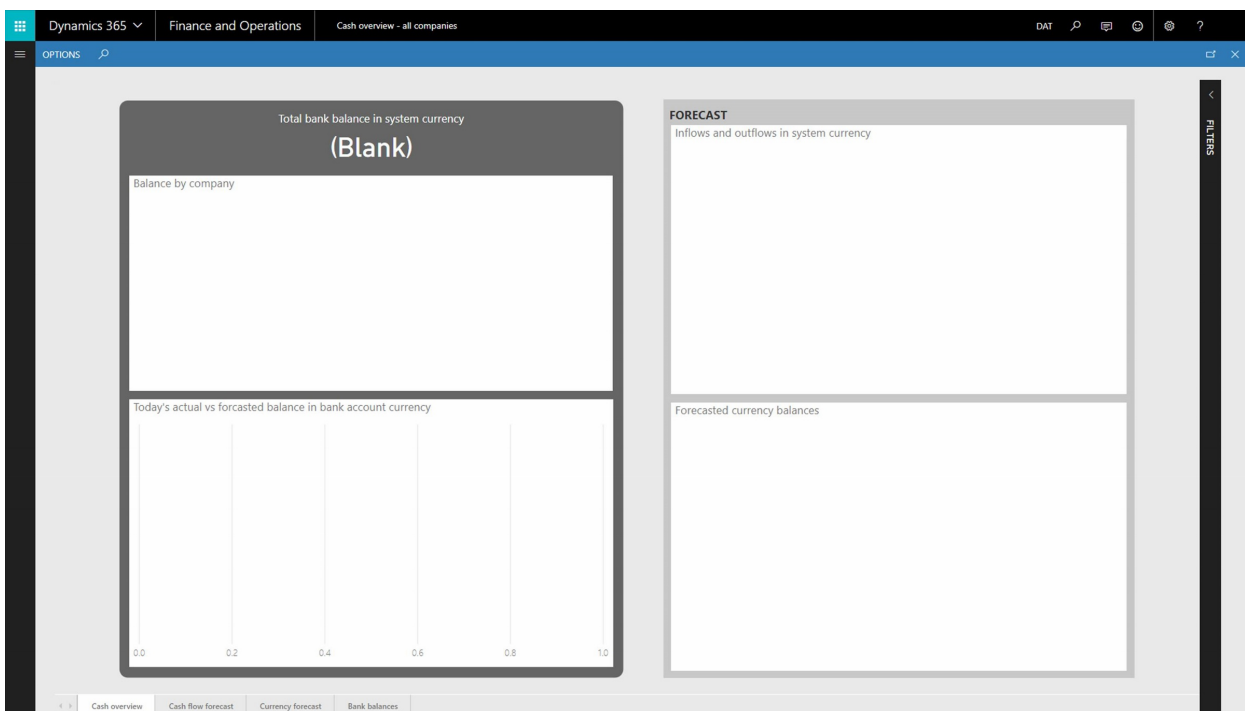 Dynamics 365 Finance and Operations Cash overview - all companies DAT ?
OPTIONS
Total bank balance in system currency
(Blank)
Balance by company
Today's actual vs forcasted balance in bank account currency
0.0 0.2 0.4 0.6 0.8 1.0
FORECAST
Inflows and outflows in system currency
Forecasted currency balances
FILTERS
Cash overview Cash flow forecast Currency forecast Bank balances